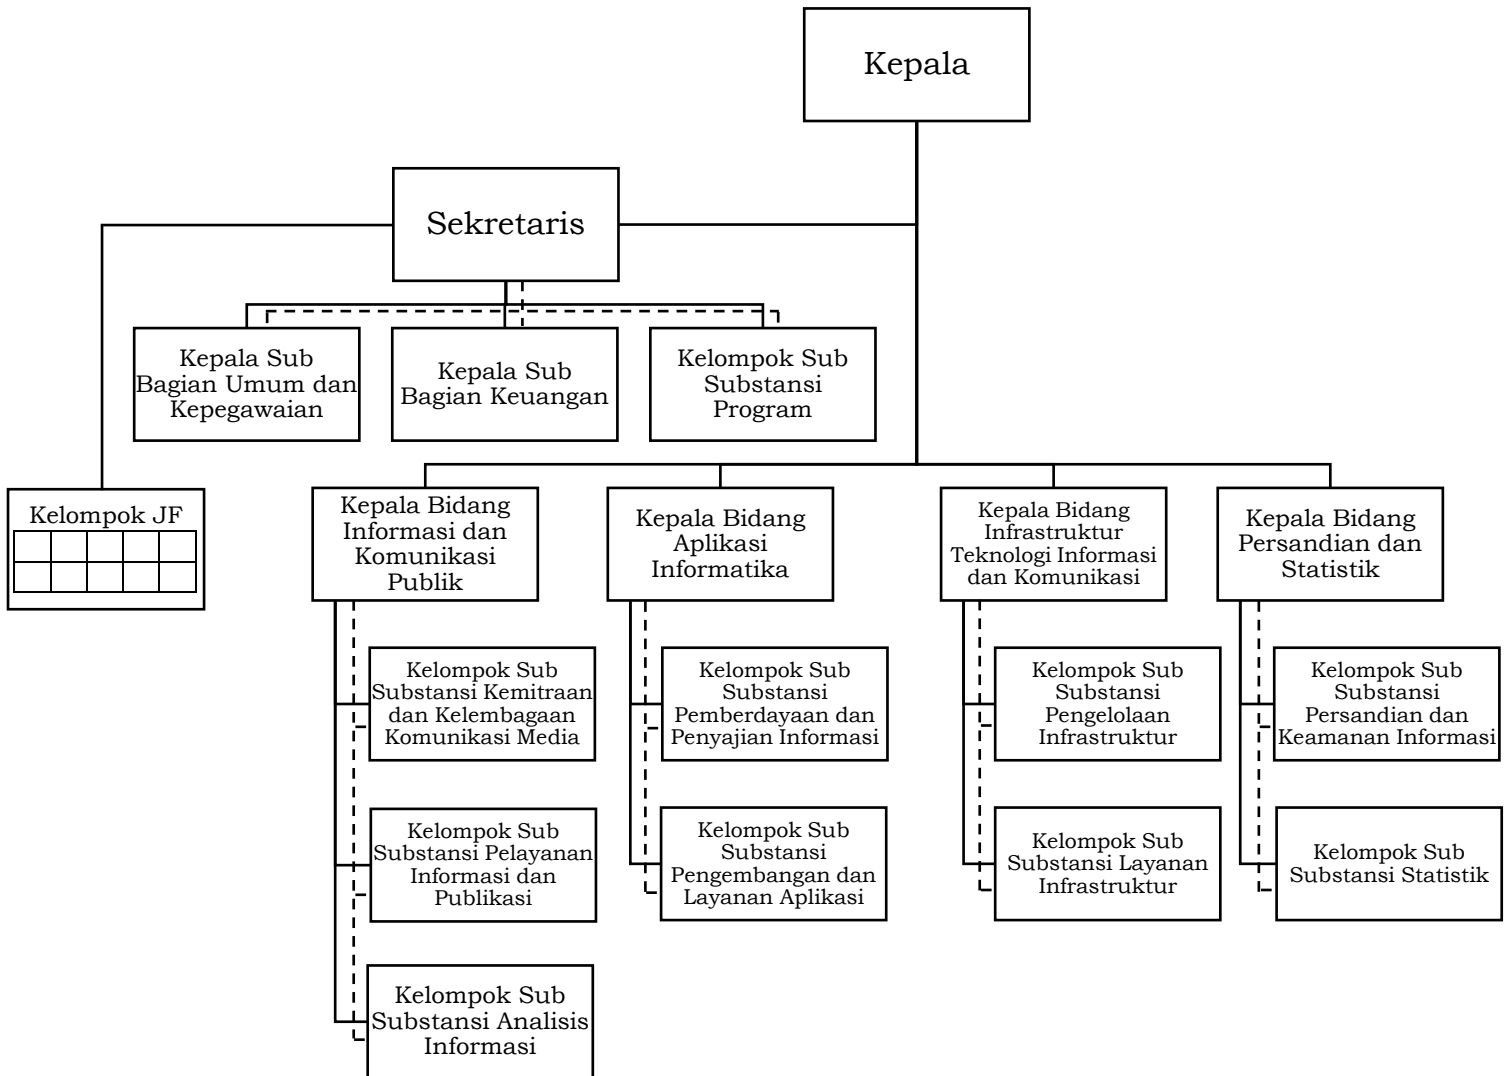 Kepala
Sekretaris
Kepala Sub
Bagian Umum dan
Kepegawaian
Kepala Sub
Bagian Keuangan
Kelompok Sub
Substansi
Program
Kelompok JF
Kepala Bidang
Informasi dan
Komunikasi
Publik
Kepala Bidang
Aplikasi
Informatika
Kepala Bidang
Infrastruktur
Teknologi Informasi
dan Komunikasi
Kepala Bidang
Persandian dan
Statistik
Kelompok Sub
Substansi Kemitraan
dan Kelembagaan
Komunikasi Media
Kelompok Sub
Substansi
Pemberdayaan dan
Penyajian Informasi
Kelompok Sub
Substansi
Pengelolaan
Infrastruktur
Kelompok Sub
Substansi
Persandian dan
Keamanan Informasi
Kelompok Sub
Substansi Pelayanan
Informasi dan
Publikasi
Kelompok Sub
Substansi
Pengembangan dan
Layanan Aplikasi
Kelompok Sub
Substansi Layanan
Infrastruktur
Kelompok Sub
Substansi Statistik
Kelompok Sub
Substansi Analisis
Informasi